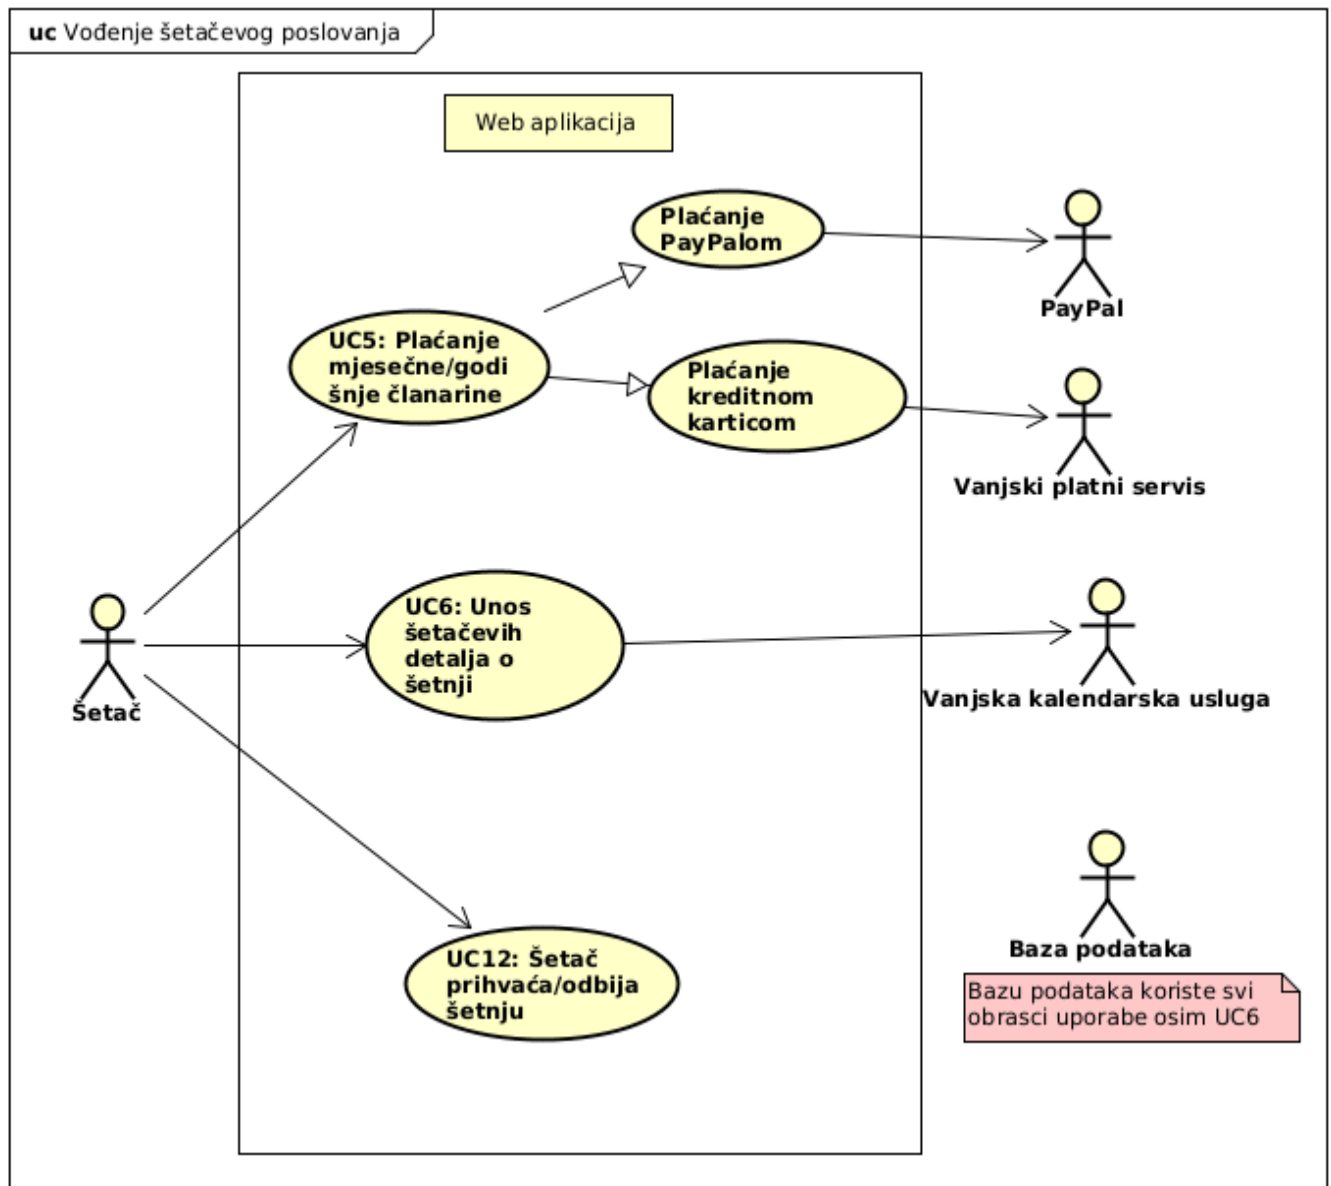 uc Vođenje šetačevog poslovanja
Web aplikacija
Plaćanje
PayPalom
PayPal
UC5: Plaćanje
mjesečne/godi
šnje članarine
Plaćanje
kreditnom
karticom
Vanjski platni servis
UC6: Unos
šetačevih
detalja o
šetnji
Šetač
Vanjska kalendarska usluga
UC12: Šetač
prihvaća/odbija
šetnju
Baza podataka
Bazu podataka koriste svi
obrasci uporabe osim UC6